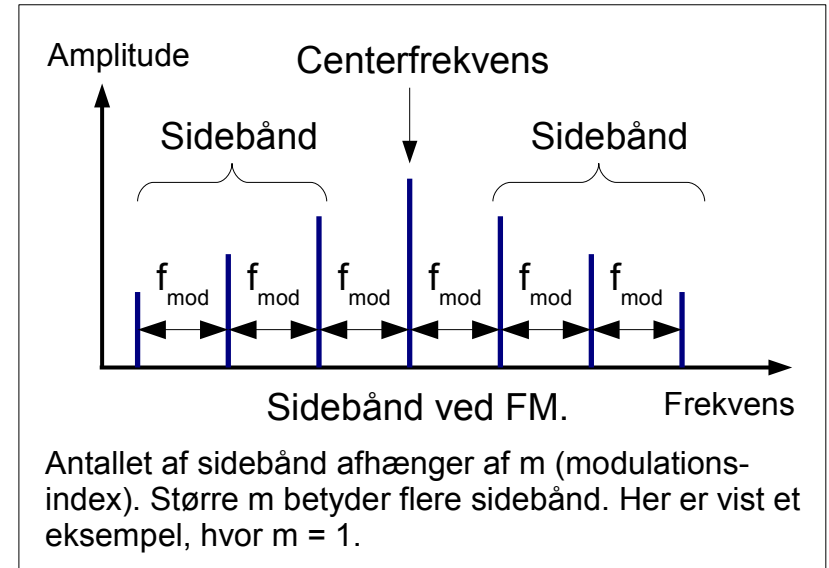 Amplitude
Centerfrekvens
Sidebånd
Sidebånd
f mod
f mod
f mod
f mod
f mod
f mod
Sidebånd ved FM.
Frekvens
Antallet af sidebånd afhænger af m (modulations-
index). Større m betyder flere sidebånd. Her er vist et
eksempel, hvor m = 1.